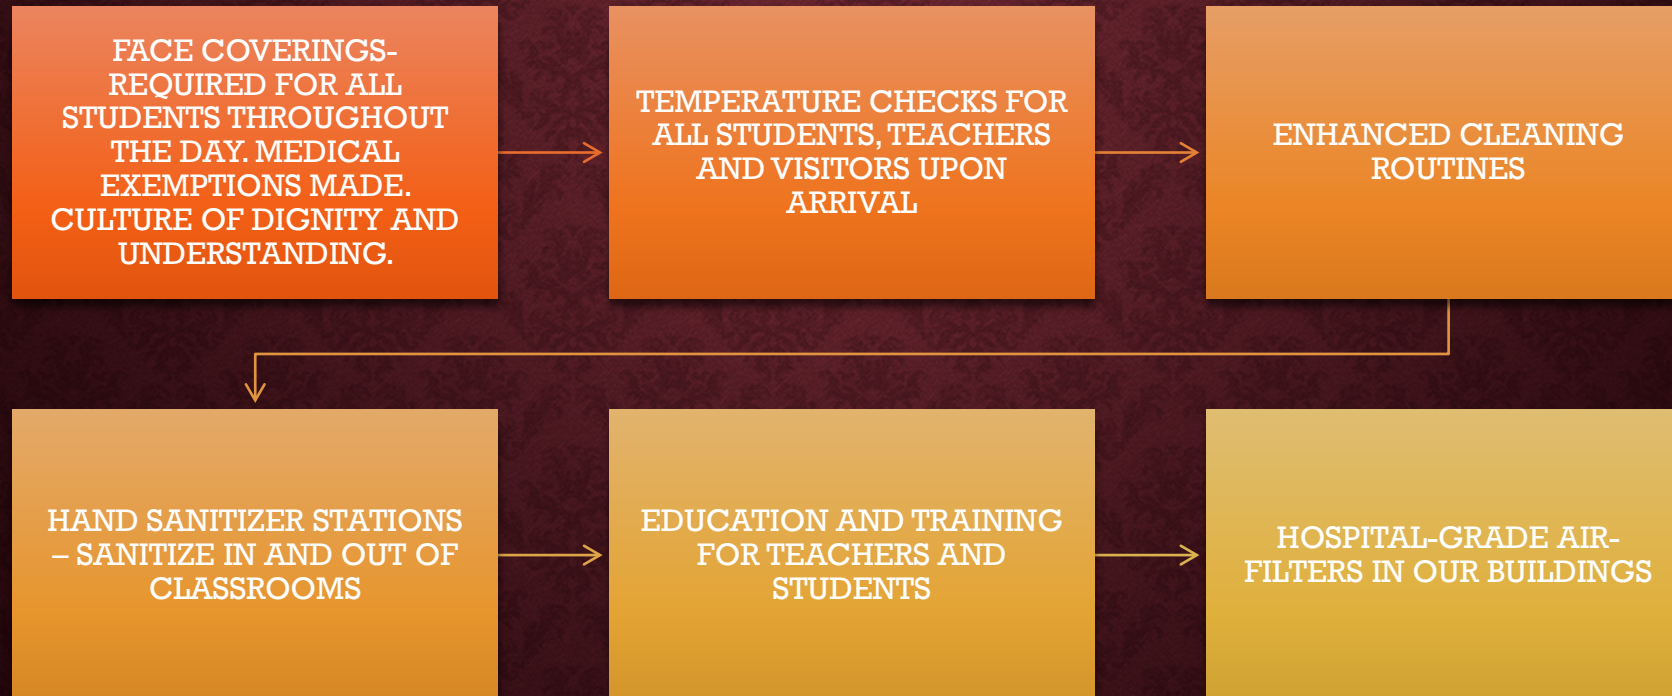 FACE COVERINGS-
REQUIRED FOR ALL
STUDENTS THROUGHOUT
THE DAY. MEDICAL
EXEMPTIONS MADE.
CULTURE OF DIGNITY AND
UNDERSTANDING.
TEMPERATURE CHECKS FOR
ALL STUDENTS, TEACHERS
AND VISITORS UPON
ARRIVAL
ENHANCED CLEANING
ROUTINES
HAND SANITIZER STATIONS
– SANITIZE IN AND OUT OF
CLASSROOMS
EDUCATION AND TRAINING
FOR TEACHERS AND
STUDENTS
HOSPITAL-GRADE AIR-
FILTERS IN OUR BUILDINGS